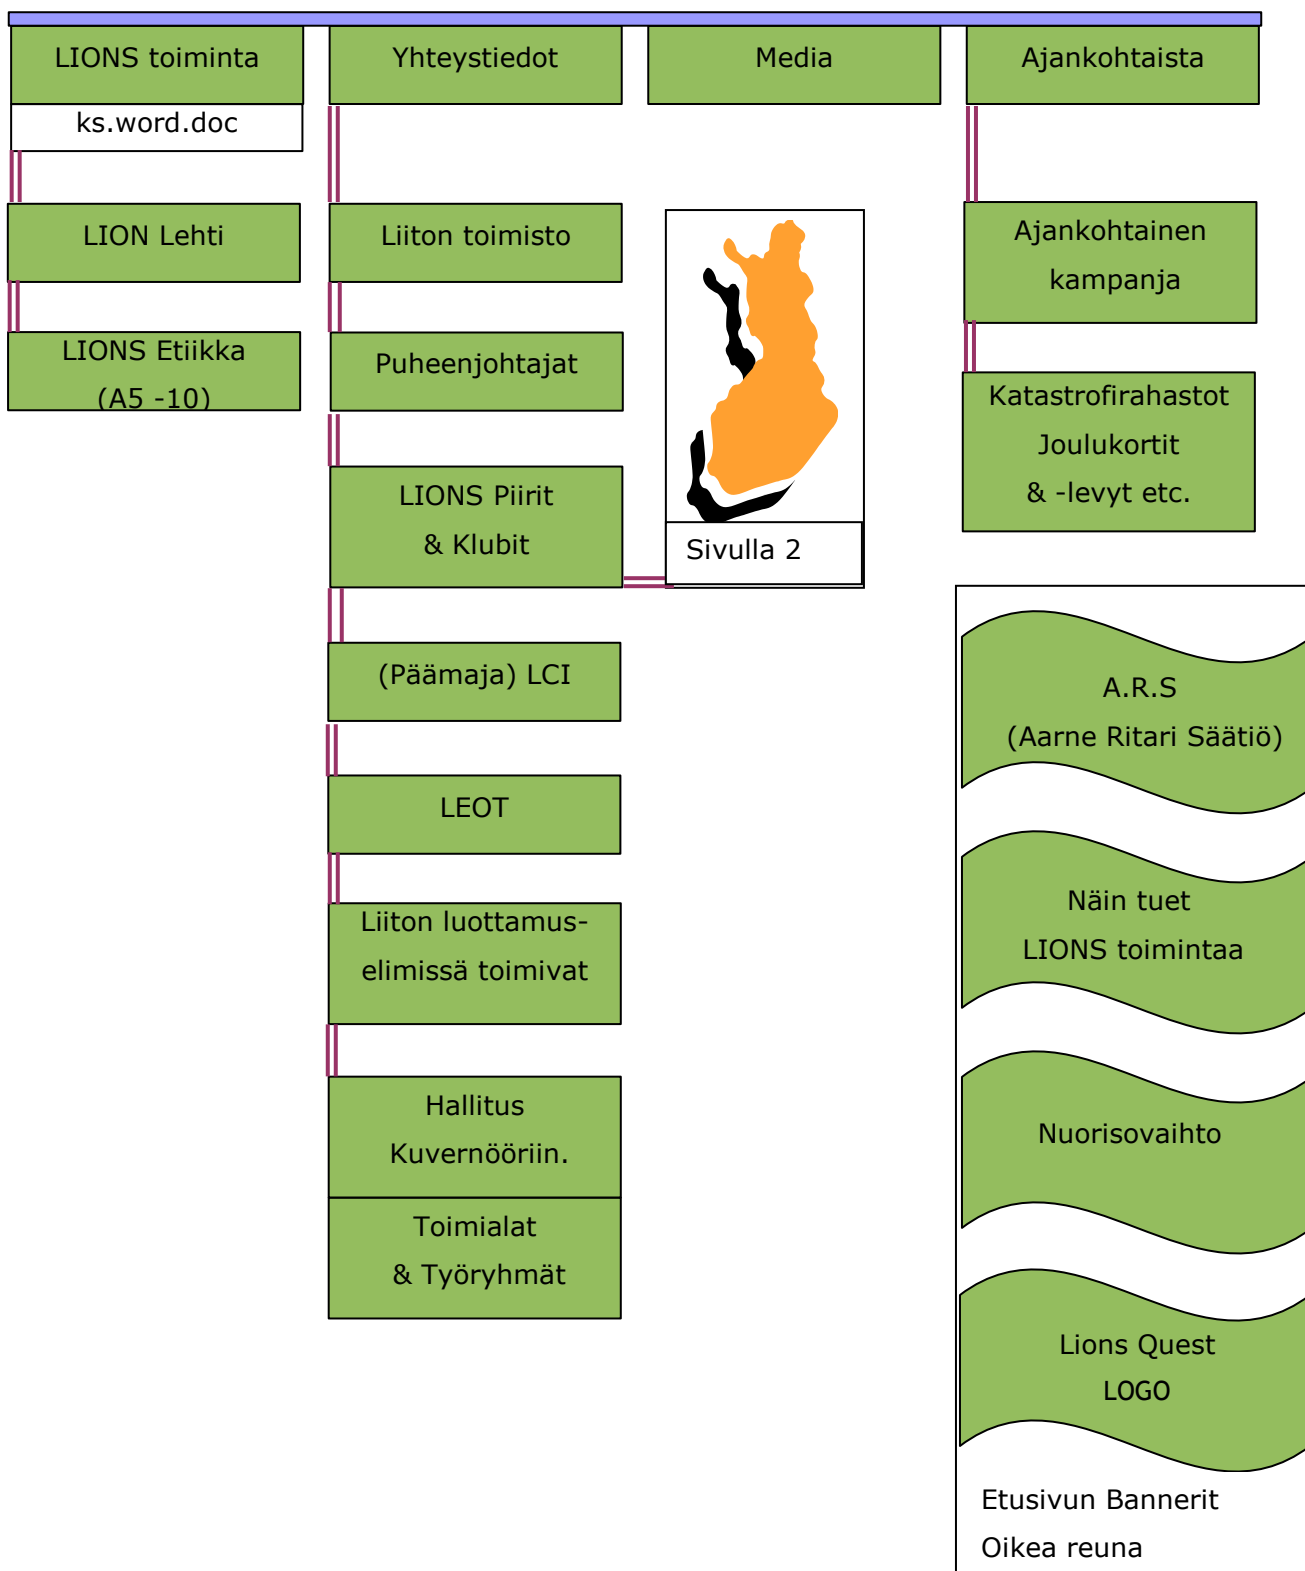 LIONS toiminta
ks.word.doc
LION Lehti
LIONS Etiikka
(A5 -10)
Yhteystiedot
Liiton toimisto
Puheenjohtajat
LIONS Piirit
& Klubit
(Päämaja) LCI
LEOT
Liiton luottamus-
elimissä toimivat
Hallitus
Kuvernööriin.
Toimialat
& Työryhmät
Media
Sivulla 2
Ajankohtaista
Ajankohtainen
kampanja
Katastrofirahastot
Joulukortit
& -levyt etc.
A.R.S
(Aarne Ritari Säätiö)
Näin tuet
LIONS toimintaa
Nuorisovaihto
Lions Quest
LOGO
Etusivun Bannerit
Oikea reuna